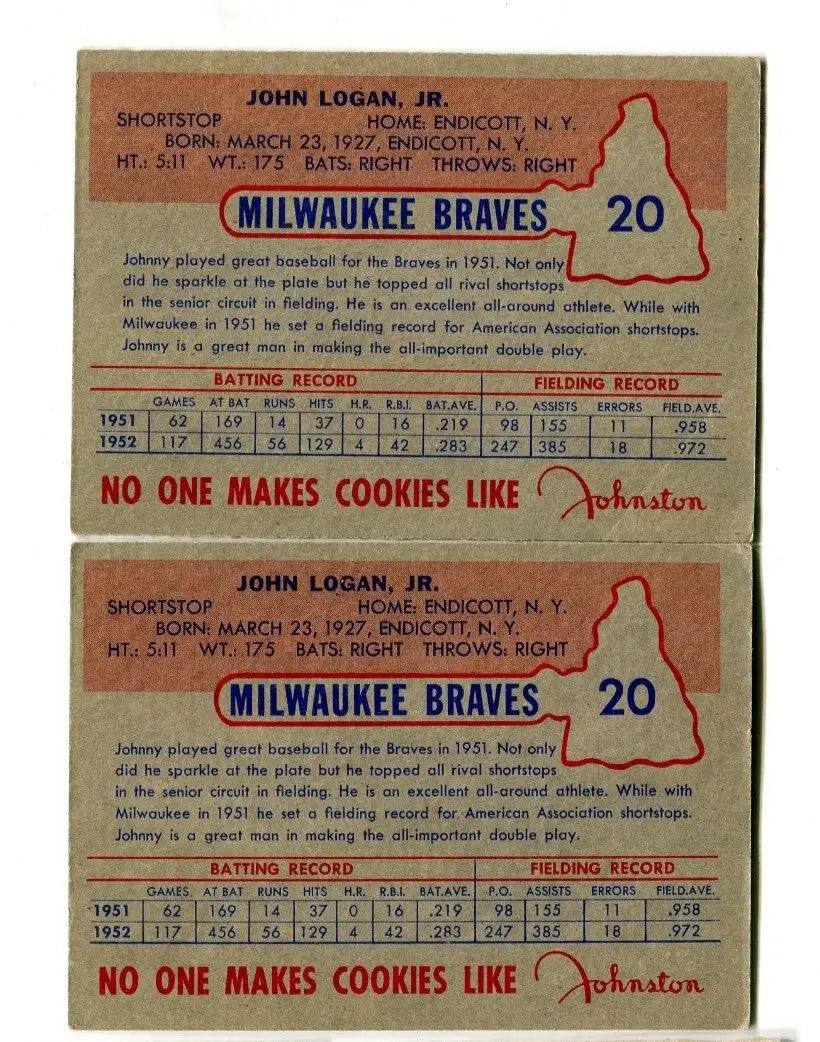 JOHN LOGAN, JR.
SHORTSTOP HOME: ENDICOTT, N. Y.
BORN: MARCH 23, 1927, ENDICOTT, N. Y.
HT.: 5:11 WT.: 175 BATS: RIGHT THROWS: RIGHT
MILWAUKEE BRAVES 20
Johnny played great baseball for the Braves in 1951. Not only
did he sparkle at the plate but he topped all rival shortstops
in the senior circuit in fielding. He is an excellent all-around athlete. While with
Milwaukee in 1951 he set a fielding record for American Association shortstops.
Johnny is a great man in making the all-important double play.
BATTING RECORD FIELDING RECORD
GAMES AT BAT RUNS HITS H.R. R.B.I. BAT.AVE. P.O. ASSISTS ERRORS FIELD.AVE.
1951 62 169 14 37 0 16 .219 98 155 11 .958
1952 117 456 56 129 4 42 .283 247 385 18 .972
NO ONE MAKES COOKIES LIKE Johnston
JOHN LOGAN, JR.
SHORTSTOP HOME: ENDICOTT, N. Y.
BORN: MARCH 23, 1927, ENDICOTT, N. Y.
HT.: 5:11 WT.: 175 BATS: RIGHT THROWS: RIGHT
MILWAUKEE BRAVES 20
Johnny played great baseball for the Braves in 1951. Not only
did he sparkle at the plate but he topped all rival shortstops
in the senior circuit in fielding. He is an excellent all-around athlete. While with
Milwaukee in 1951 he set a fielding record for American Association shortstops.
Johnny is a great man in making the all-important double play.
BATTING RECORD FIELDING RECORD
GAMES AT BAT RUNS HITS H.R. R.B.I. BAT.AVE. P.O. ASSISTS ERRORS FIELD.AVE.
1951 62 169 14 37 0 16 .219 98 155 11 .958
1952 117 456 56 129 4 42 .283 247 385 18 .972
NO ONE MAKES COOKIES LIKE Johnston